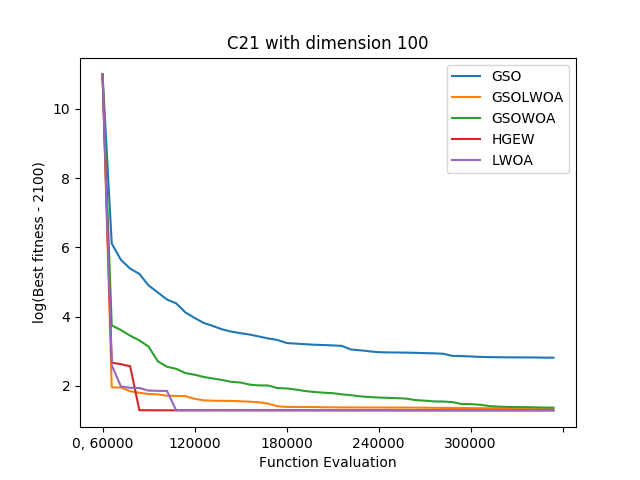 C21 with dimension 100
GSO
GSOLWOA
GSOWOA
HGEW
LWOA
log(Best fitness - 2100)
10
8
6
4
2
0, 60000 120000 180000 240000 300000
Function Evaluation